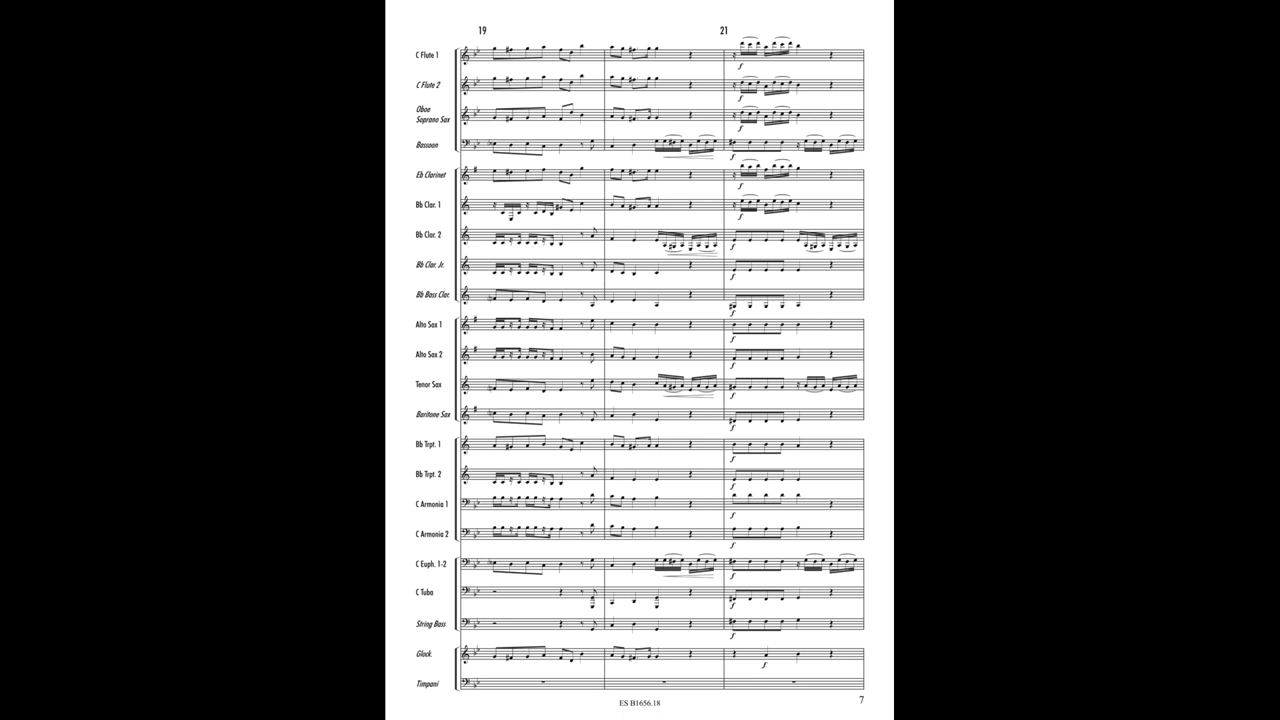 19 21
C Flute 1
C Flute 2
Oboe
Soprano Sax
Bassoon
Eb Clarinet
Bb Clar. 1
Bb Clar. 2
Bb Clar. Jr.
Bb Bass Clar.
Alto Sax 1
Alto Sax 2
Tenor Sax
Baritone Sax
Bb Trpt. 1
Bb Trpt. 2
C Armonia 1
C Armonia 2
C Euph. 1-2
C Tuba
String Bass
Glock.
Timpani
ES B1656.18
7